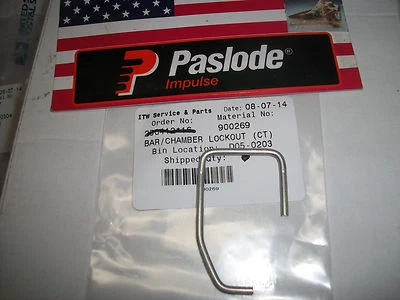 Paslode®
Impulse
ITW Service & Parts Date: 08-07-14
Order No: Material No:
900269
BAR/CHAMBER LOCKOUT (CT)
Bin Location: D05-0203
Shipped Qty:
900269